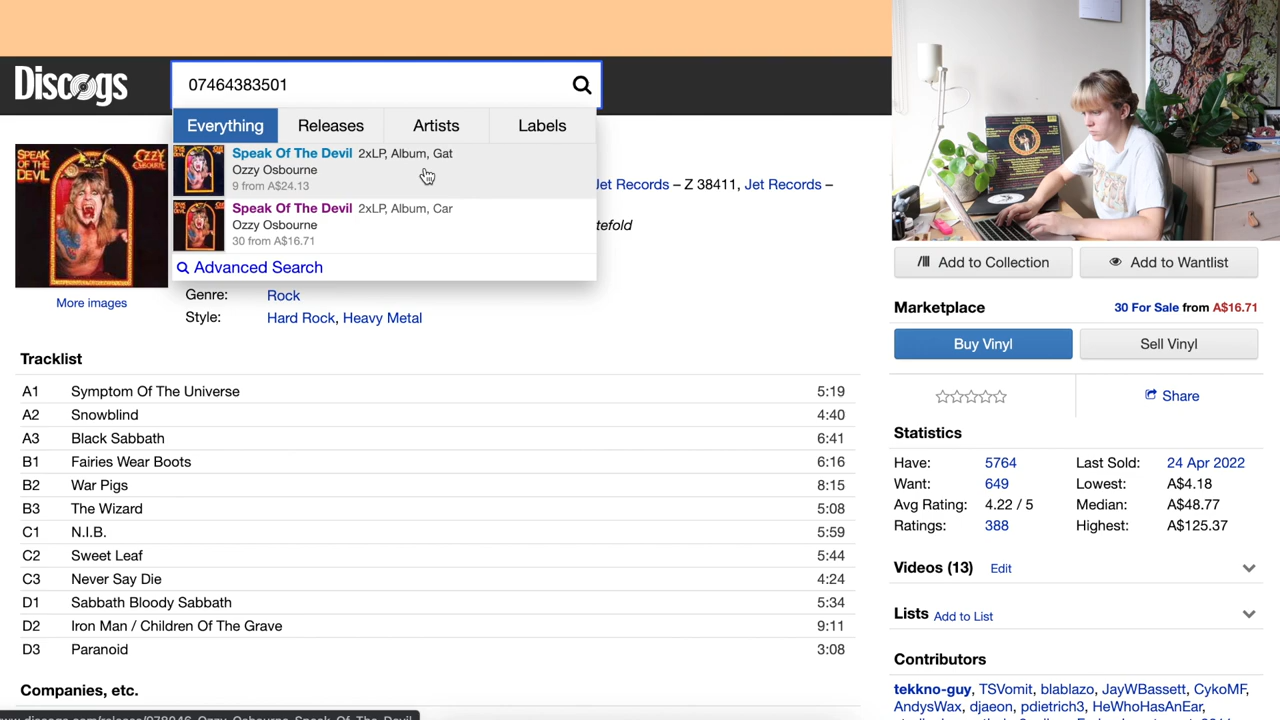 Discogs
07464383501
Everything
Releases
Artists
Labels
Speak Of The Devil 2xLP, Album, Gat
Ozzy Osbourne
9 from A$24.13
Speak Of The Devil 2xLP, Album, Car
Ozzy Osbourne
30 from A$16.71
Advanced Search
SPEAK OF THE DEVIL
OZZY OSBOURNE
More images
Jet Records – Z 38411, Jet Records –
tefold
Genre: Rock
Style: Hard Rock, Heavy Metal
Tracklist
A1 Symptom Of The Universe 5:19
A2 Snowblind 4:40
A3 Black Sabbath 6:41
B1 Fairies Wear Boots 6:16
B2 War Pigs 8:15
B3 The Wizard 5:08
C1 N.I.B. 5:59
C2 Sweet Leaf 5:44
C3 Never Say Die 4:24
D1 Sabbath Bloody Sabbath 5:34
D2 Iron Man / Children Of The Grave 9:11
D3 Paranoid 3:08
Companies, etc.
Add to Collection
Add to Wantlist
Marketplace
30 For Sale from A$16.71
Buy Vinyl
Sell Vinyl
Share
Statistics
Have: 5764 Last Sold: 24 Apr 2022
Want: 649 Lowest: A$4.18
Avg Rating: 4.22 / 5 Median: A$48.77
Ratings: 388 Highest: A$125.37
Videos (13) Edit
Lists Add to List
Contributors
tekkno-guy, TSVomit, blablazo, JayWBassett, CykoMF,
AndysWax, djaeon, pdietrich3, HeWhoHasAnEar,